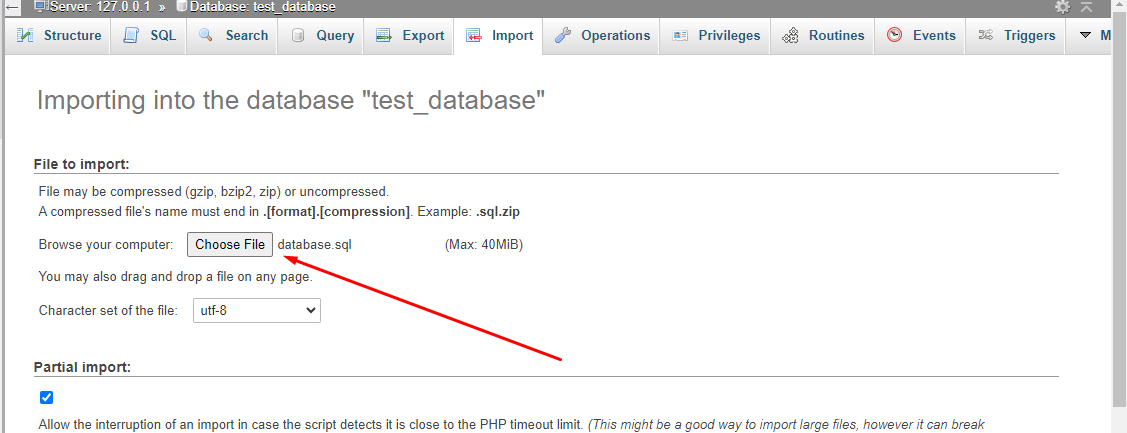 Server: 127.0.0.1 » Database: test_database
Structure SQL Search Query Export Import Operations Privileges Routines Events Triggers
Importing into the database "test_database"
File to import:
File may be compressed (gzip, bzip2, zip) or uncompressed.
A compressed file's name must end in .[format].[compression]. Example: .sql.zip
Browse your computer: Choose File database.sql (Max: 40MiB)
You may also drag and drop a file on any page.
Character set of the file: utf-8
Partial import:
Allow the interruption of an import in case the script detects it is close to the PHP timeout limit. (This might be a good way to import large files, however it can break